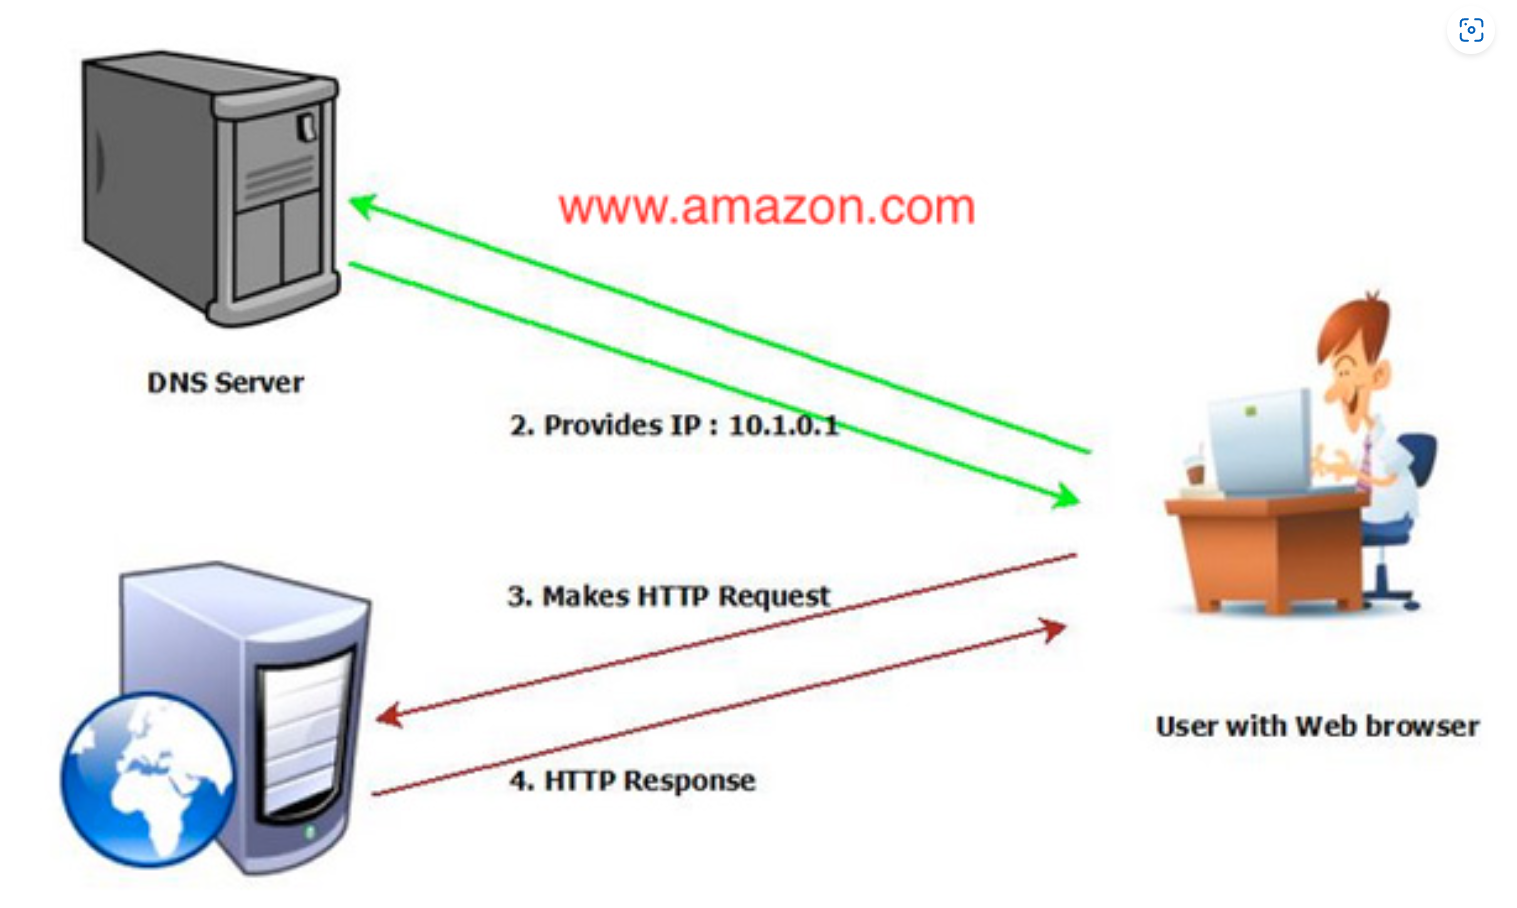 www.amazon.com
DNS Server
2. Provides IP : 10.1.0.1
3. Makes HTTP Request
User with Web browser
4. HTTP Response